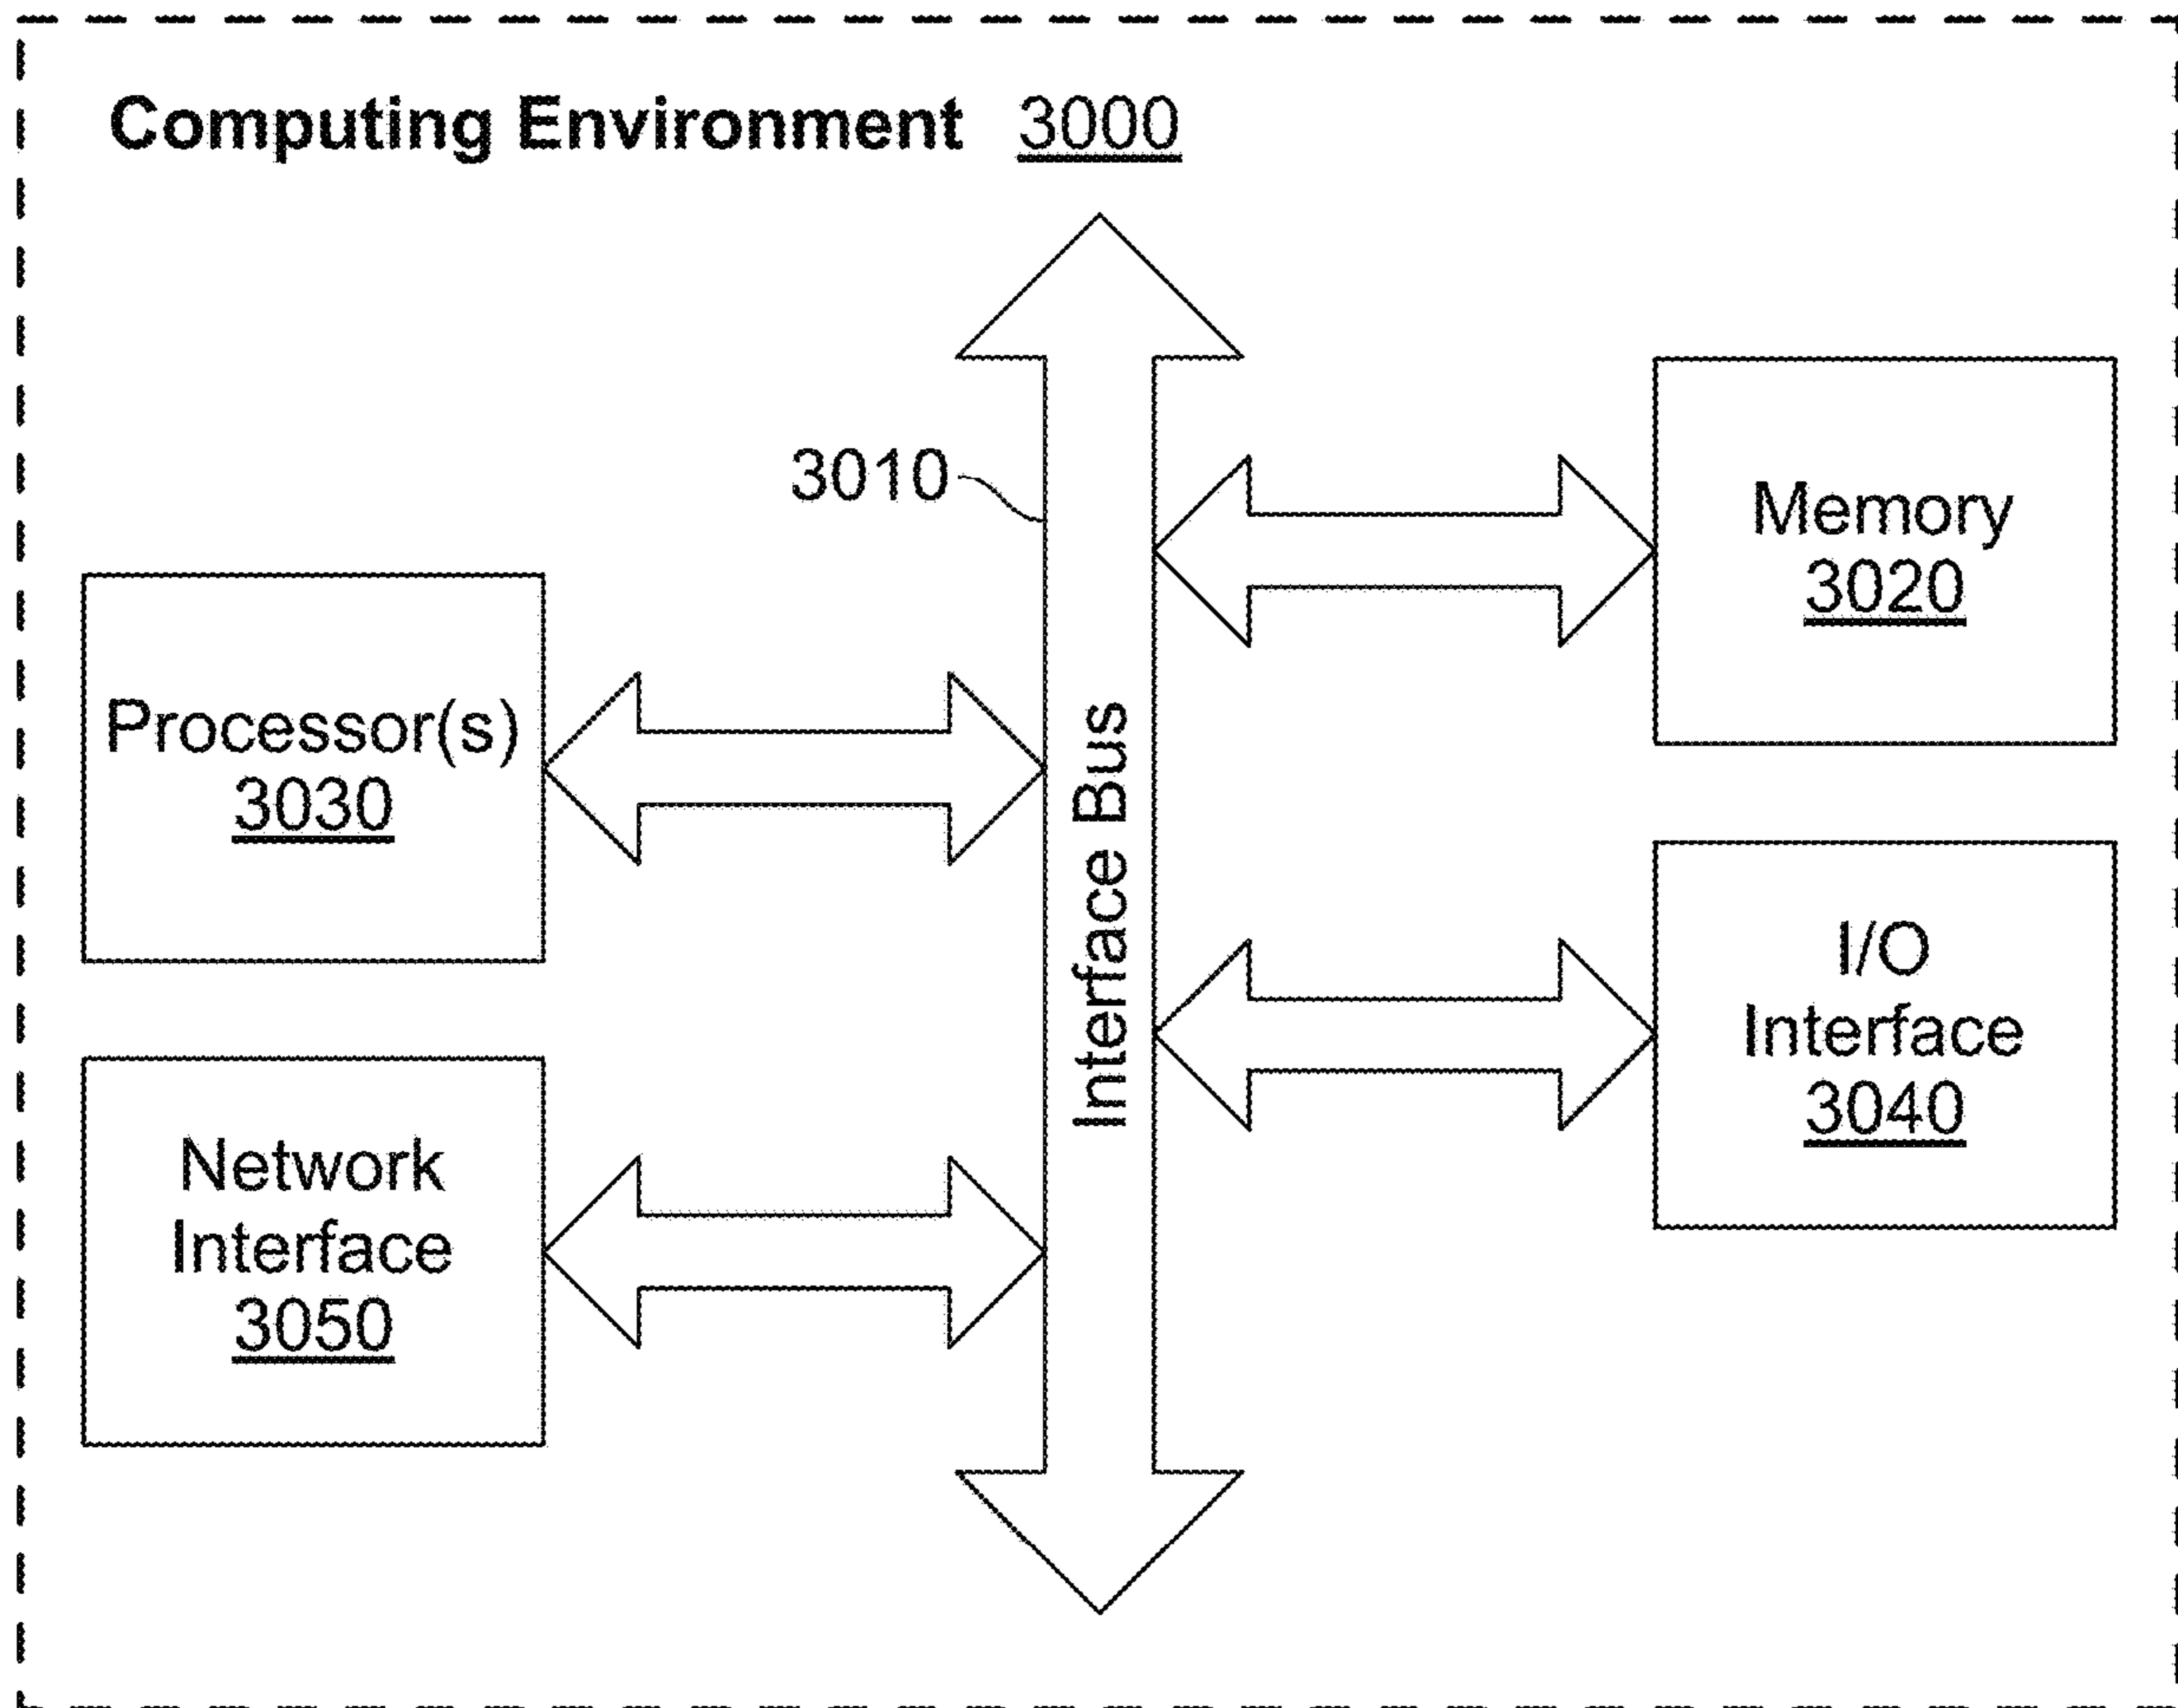 Computing Environment 3000
3010
Memory
3020
Processor(s)
3030
Interface Bus
I/O
Interface
3040
Network
Interface
3050